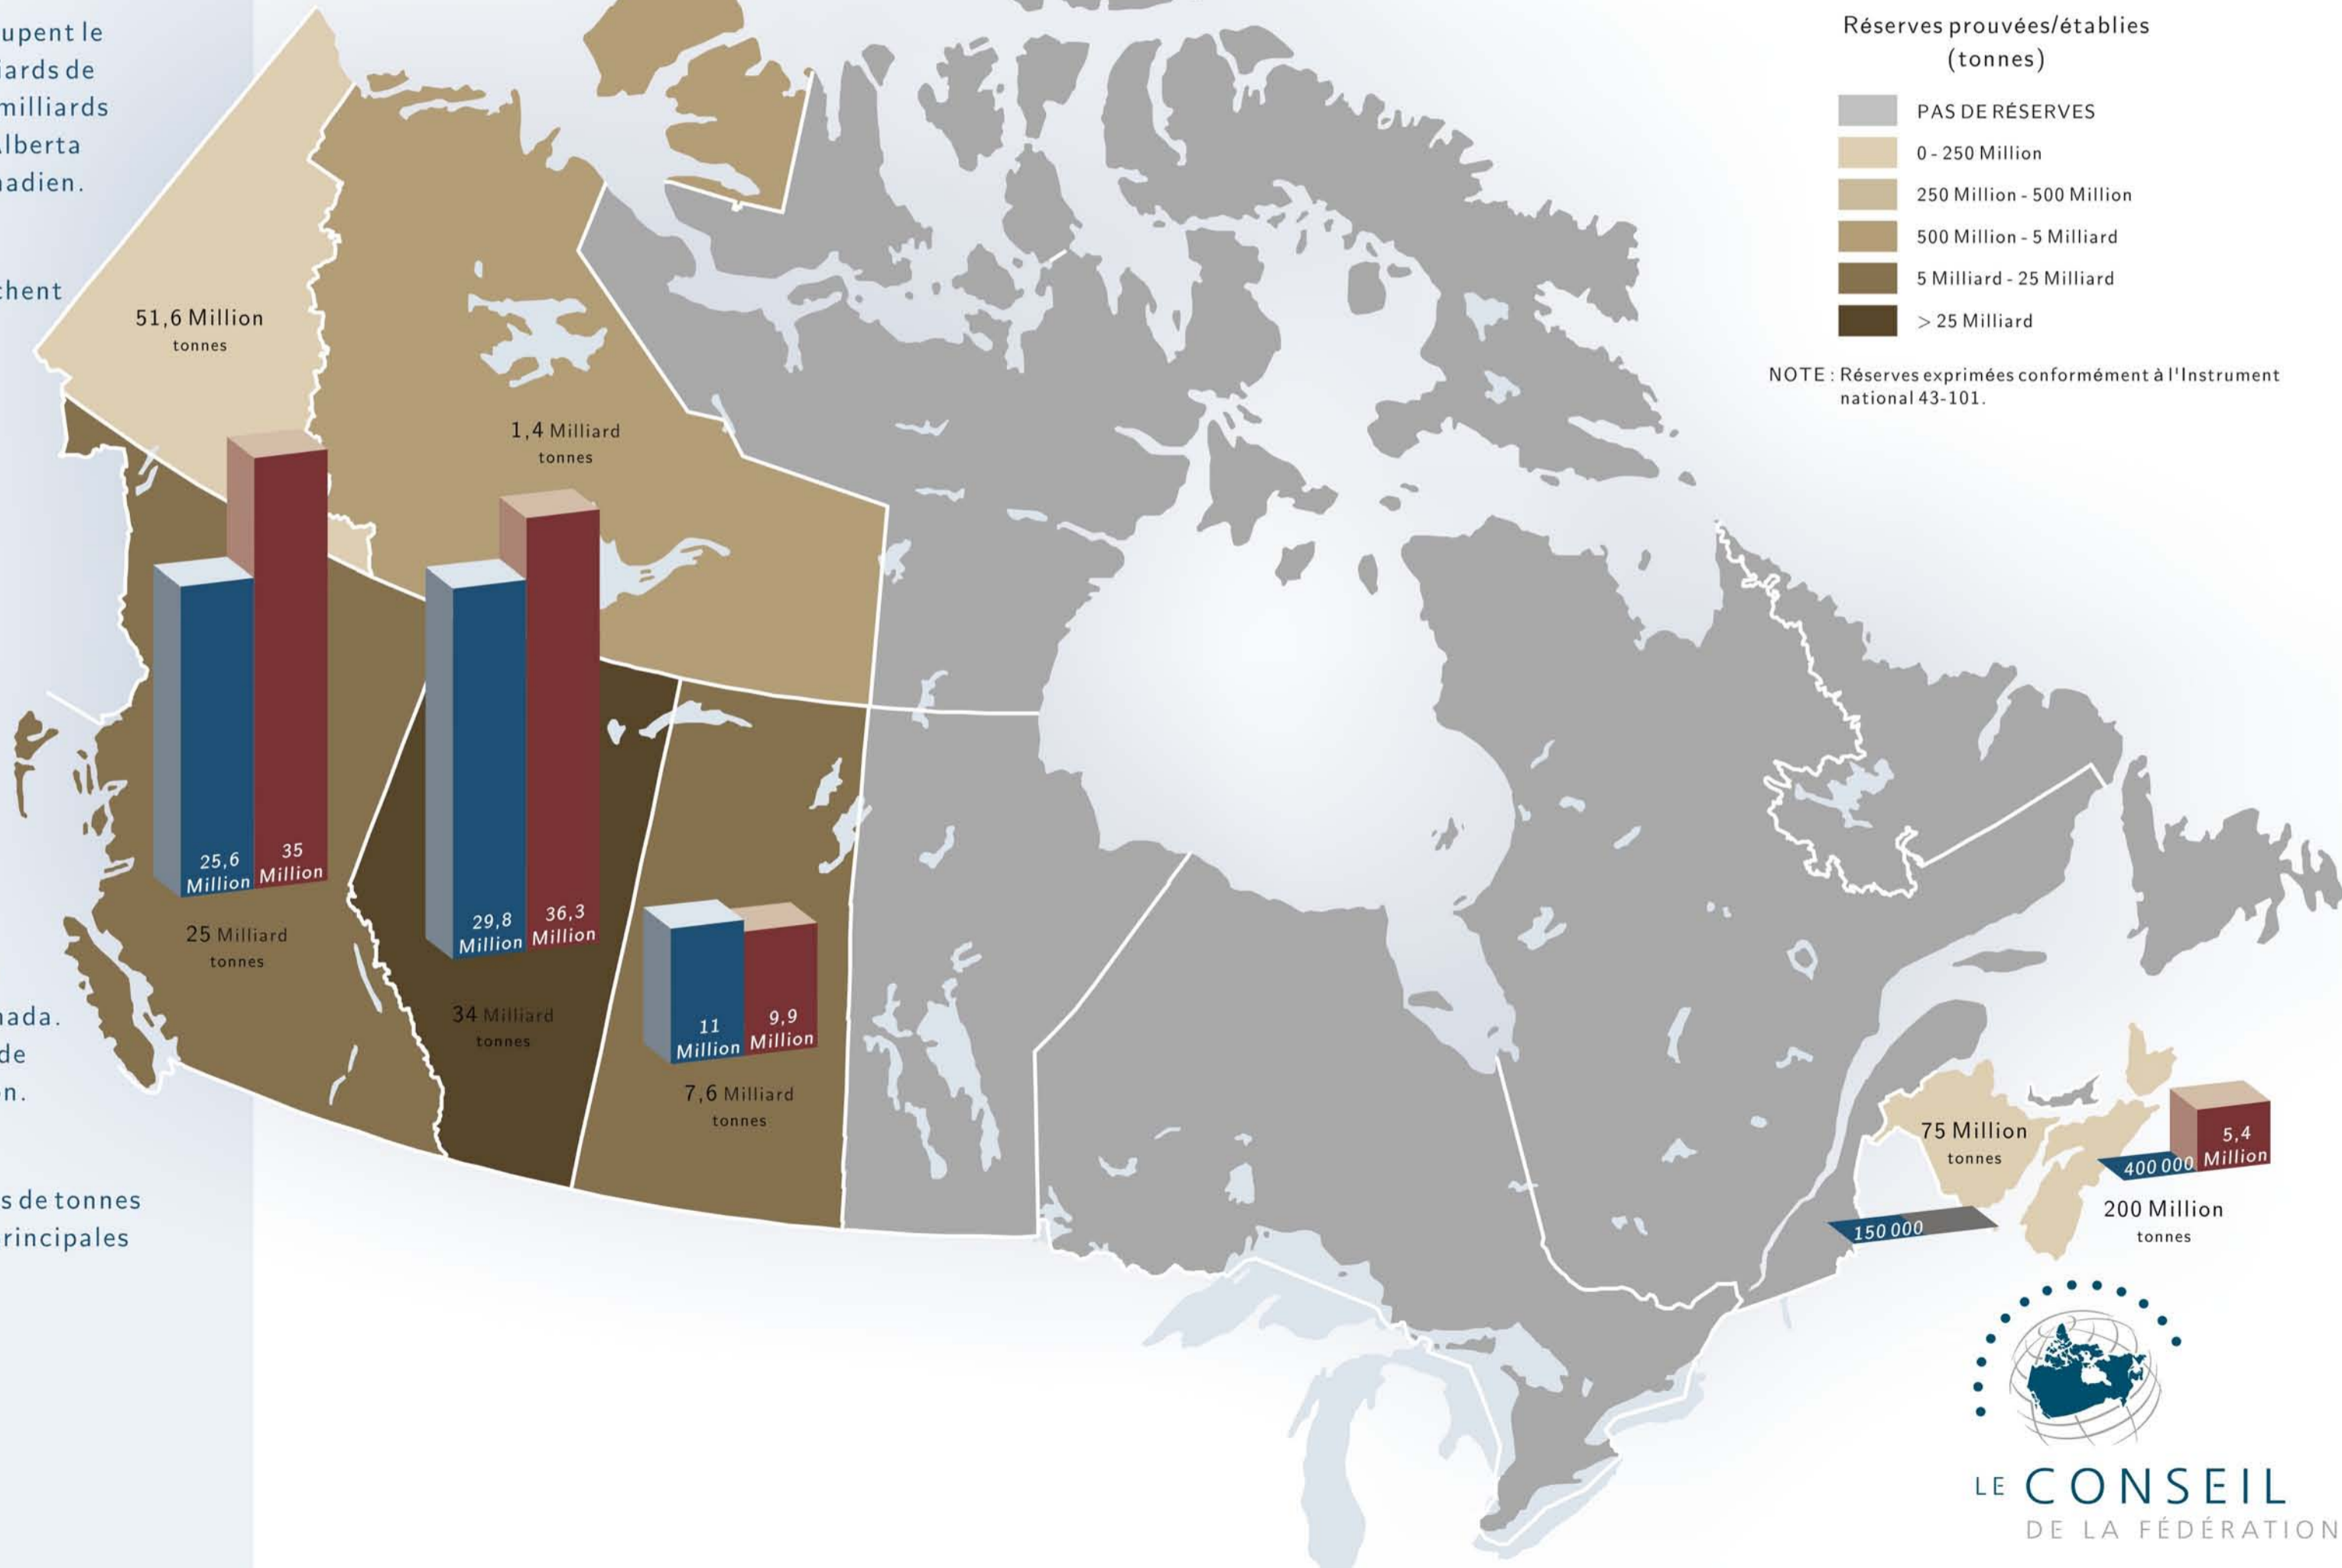 upent le
iards de
milliards
lberta
nadien.
chent
nada.
de
n.
s de tonnes
rincipales
Réserves prouvées/établies
(tonnes)
PAS DE RÉSERVES
0 - 250 Million
250 Million - 500 Million
500 Million - 5 Milliard
5 Milliard - 25 Milliard
> 25 Milliard
NOTE : Réserves exprimées conformément à l'Instrument
national 43-101.
51,6 Million
tonnes
1,4 Milliard
tonnes
25,6
Million
35
Million
25 Milliard
tonnes
29,8
Million
36,3
Million
34 Milliard
tonnes
11
Million
9,9
Million
7,6 Milliard
tonnes
75 Million
tonnes
150 000
400 000
5,4
Million
200 Million
tonnes
LE CONSEIL
DE LA FÉDÉRATION